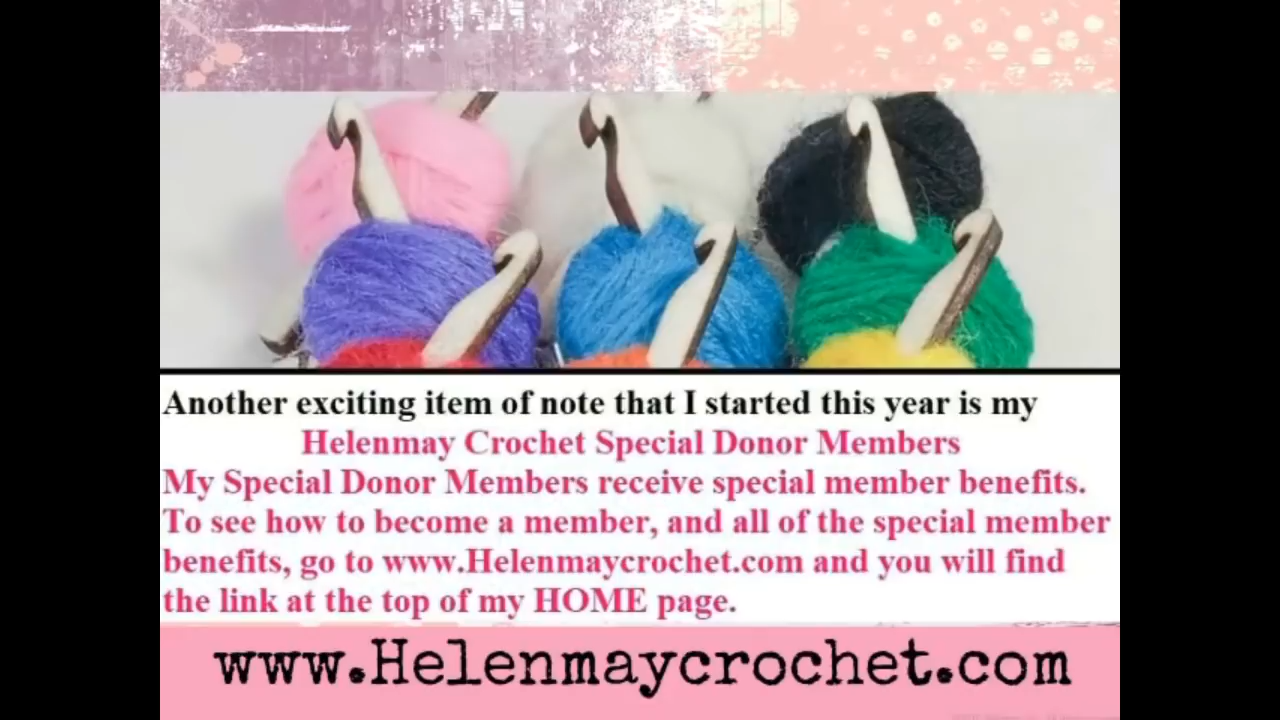 Another exciting item of note that I started this year is my
Helenmay Crochet Special Donor Members
My Special Donor Members receive special member benefits.
To see how to become a member, and all of the special member
benefits, go to www.Helenmaycrochet.com and you will find
the link at the top of my HOME page.
www.Helenmaycrochet.com